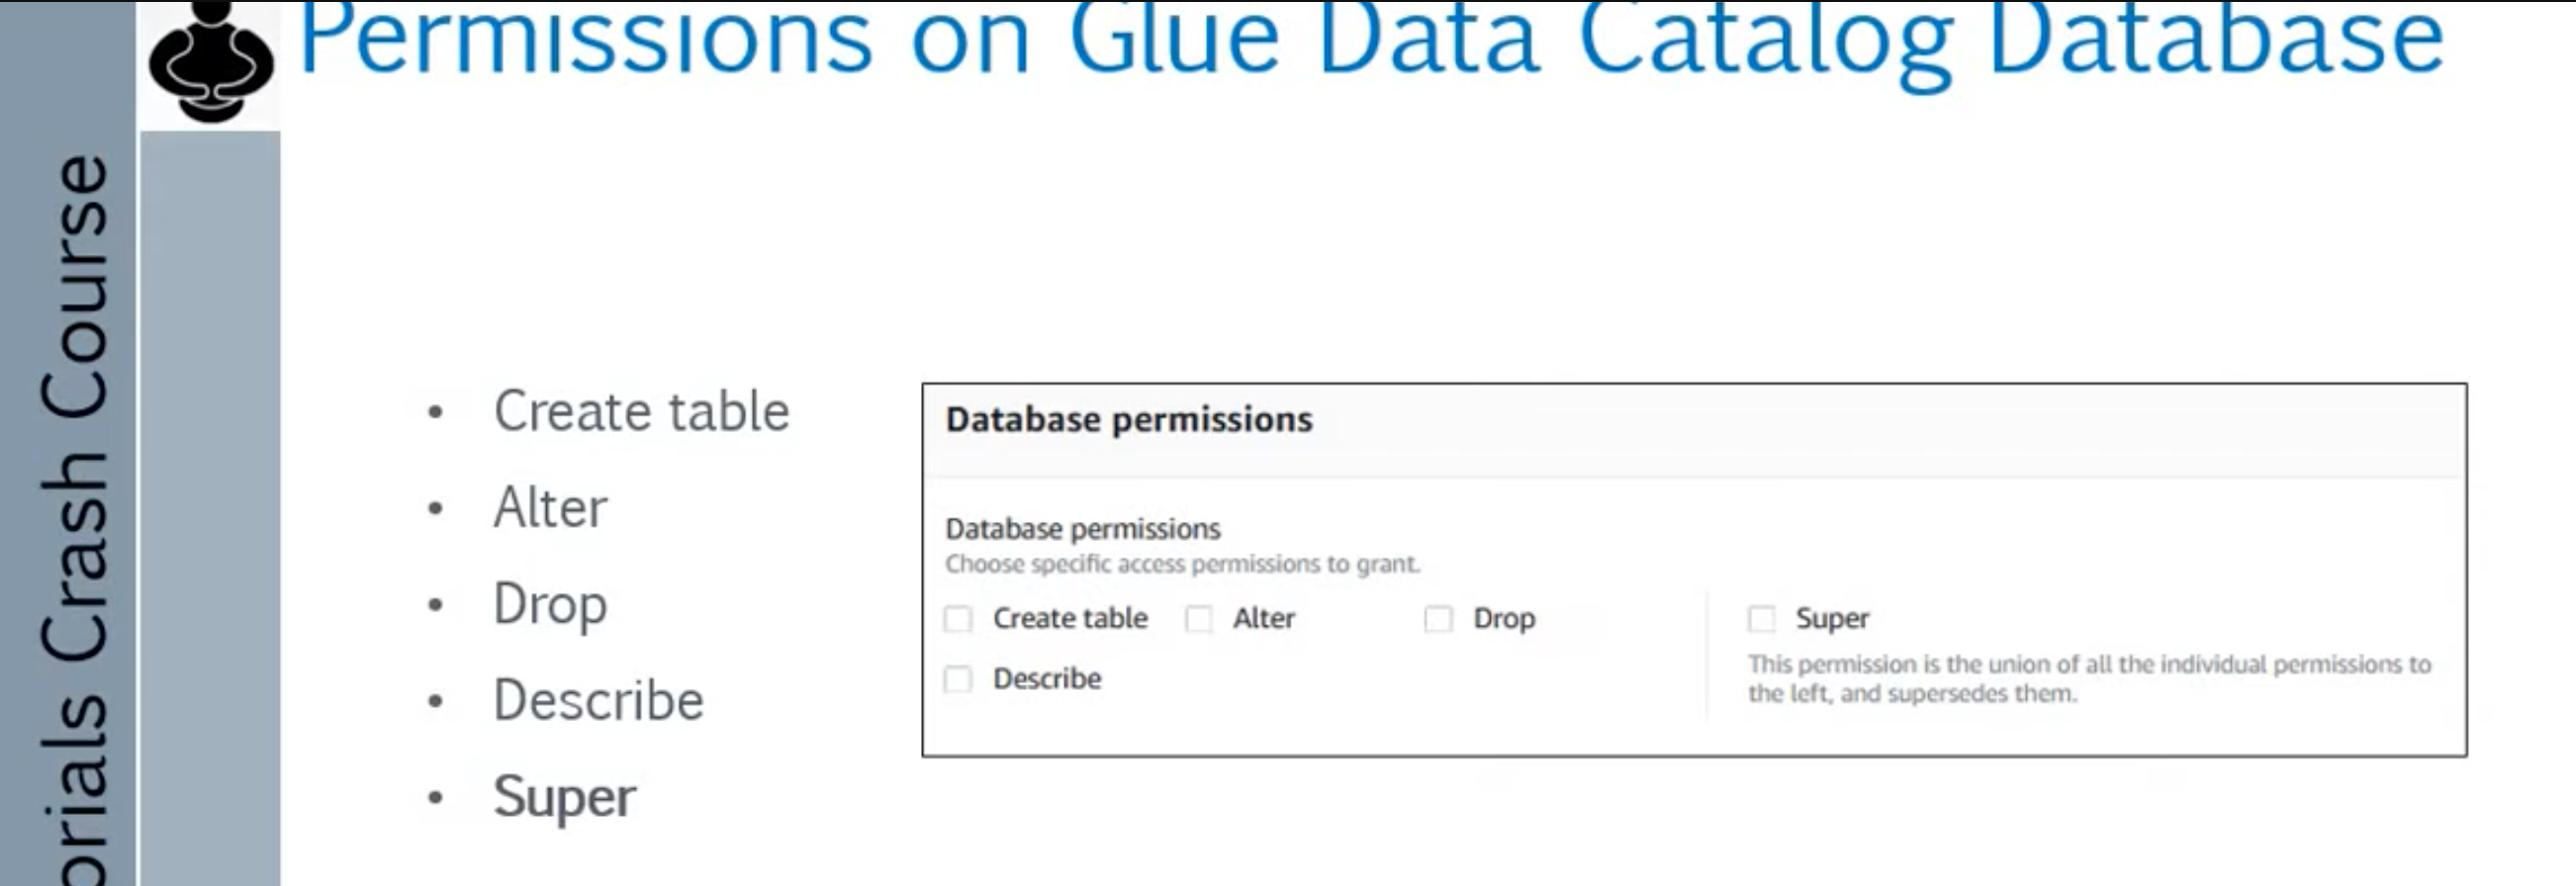 Permissions on Glue Data Catalog Database
orials Crash Course
• Create table
• Alter
• Drop
• Describe
• Super
Database permissions
Database permissions
Choose specific access permissions to grant.
Create table Alter Drop
Describe
Super
This permission is the union of all the individual permissions to
the left, and supersedes them.